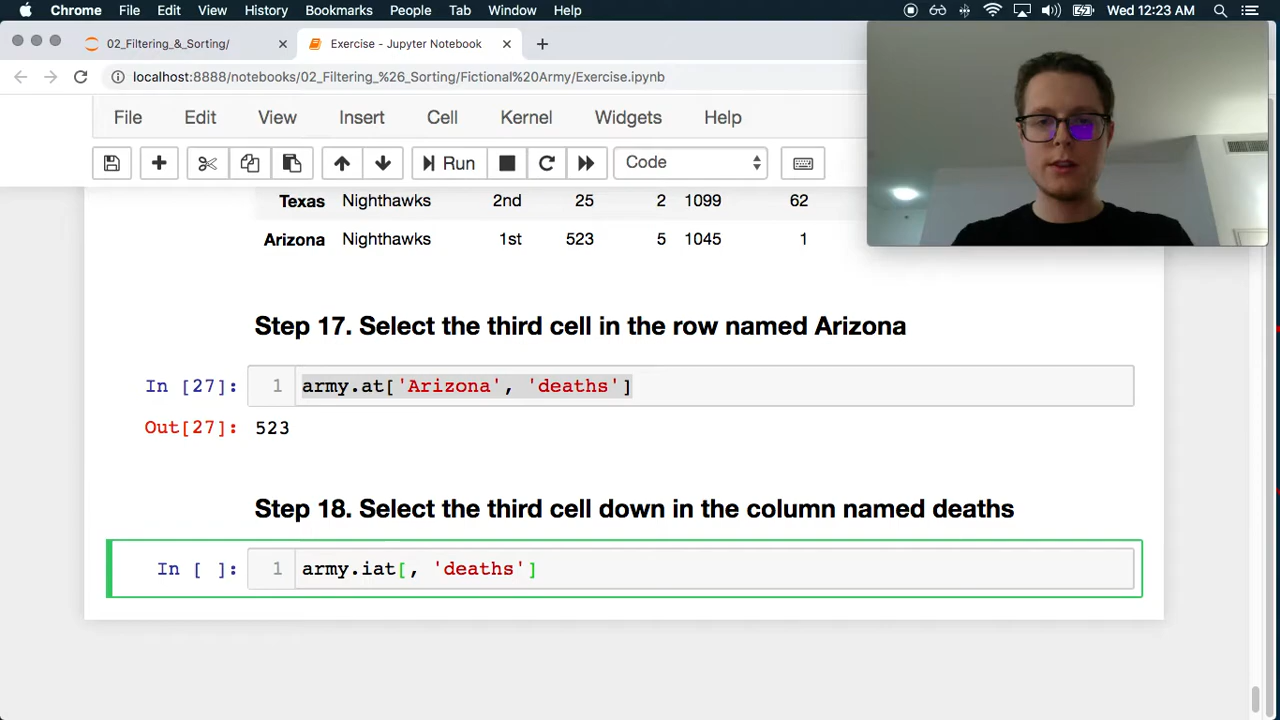 Chrome File Edit View History Bookmarks People Tab Window Help Wed 12:23 AM
02_Filtering_&_Sorting/ Exercise - Jupyter Notebook
localhost:8888/notebooks/02_Filtering_%26_Sorting/Fictional%20Army/Exercise.ipynb
File Edit View Insert Cell Kernel Widgets Help
Run Code
Texas Nighthawks 2nd 25 2 1099 62
Arizona Nighthawks 1st 523 5 1045 1
Step 17. Select the third cell in the row named Arizona
In [27]: 1 army.at['Arizona', 'deaths']
Out[27]: 523
Step 18. Select the third cell down in the column named deaths
In [ ]: 1 army.iat[, 'deaths']